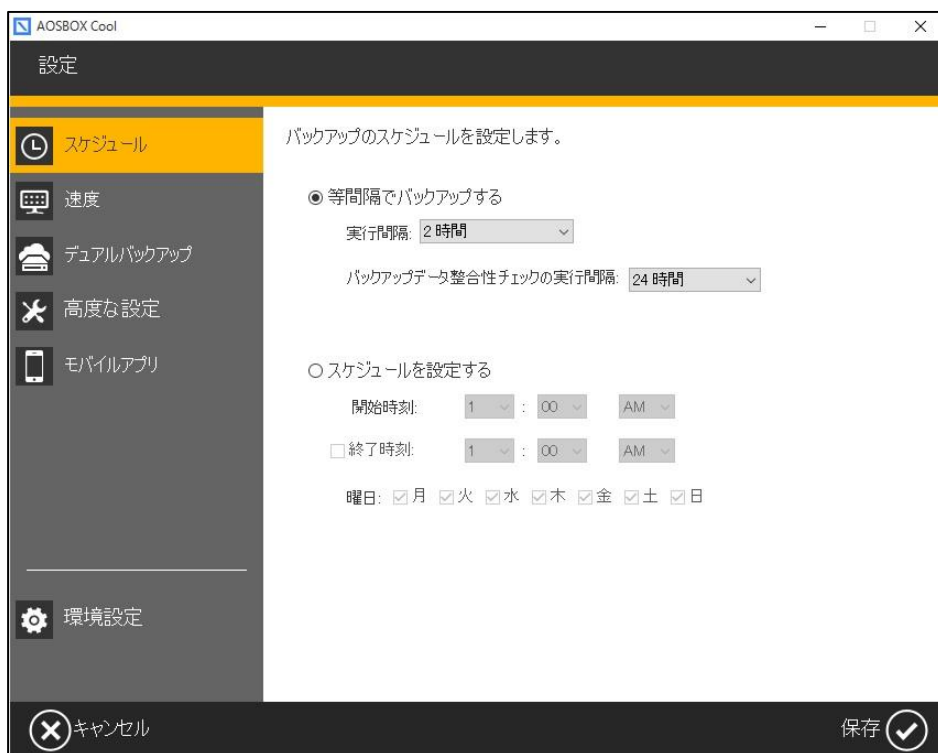 AOSBOX Cool
設定
スケジュール
速度
デュアルバックアップ
高度な設定
モバイルアプリ
環境設定
バックアップのスケジュールを設定します。
等間隔でバックアップする
実行間隔: 2 時間
バックアップデータ整合性チェックの実行間隔: 24 時間
スケジュールを設定する
開始時刻: 1 : 00 AM
終了時刻: 1 : 00 AM
曜日: 月 火 水 木 金 土 日
キャンセル
保存